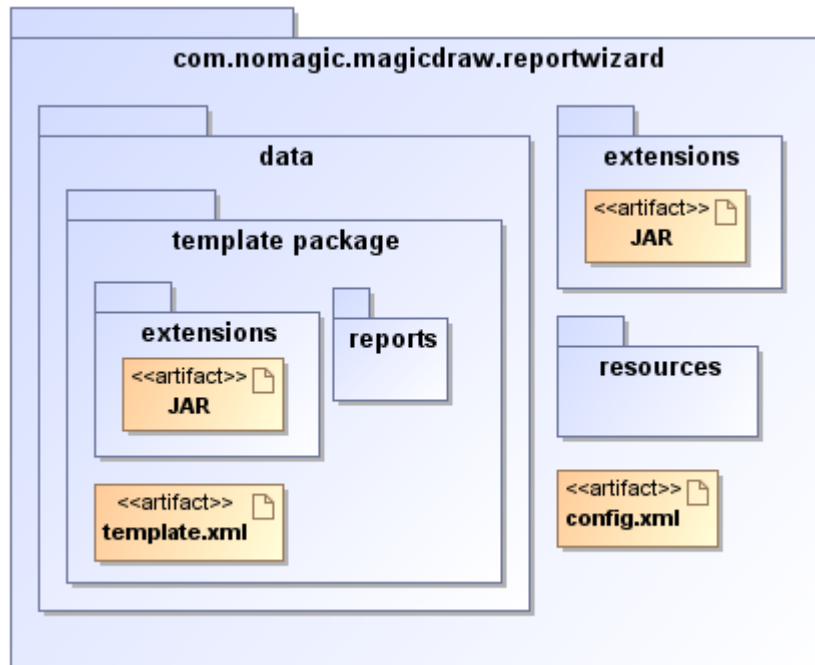 com.nomagic.magicdraw.reportwizard
data
template package
extensions
<<artifact>>
JAR
reports
<<artifact>>
template.xml
extensions
<<artifact>>
JAR
resources
<<artifact>>
config.xml